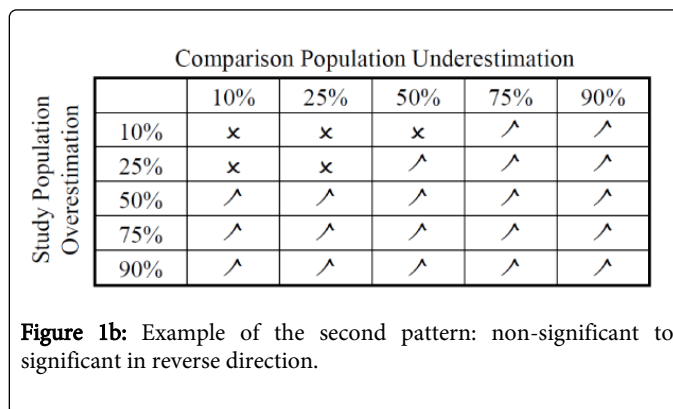 Comparison Population Underestimation
Study Population
Overestimation
10% 25% 50% 75% 90%
10% x x x ↗ ↗
25% x x ↗ ↗ ↗
50% ↗ ↗ ↗ ↗ ↗
75% ↗ ↗ ↗ ↗ ↗
90% ↗ ↗ ↗ ↗ ↗
Figure 1b: Example of the second pattern: non-significant to
significant in reverse direction.